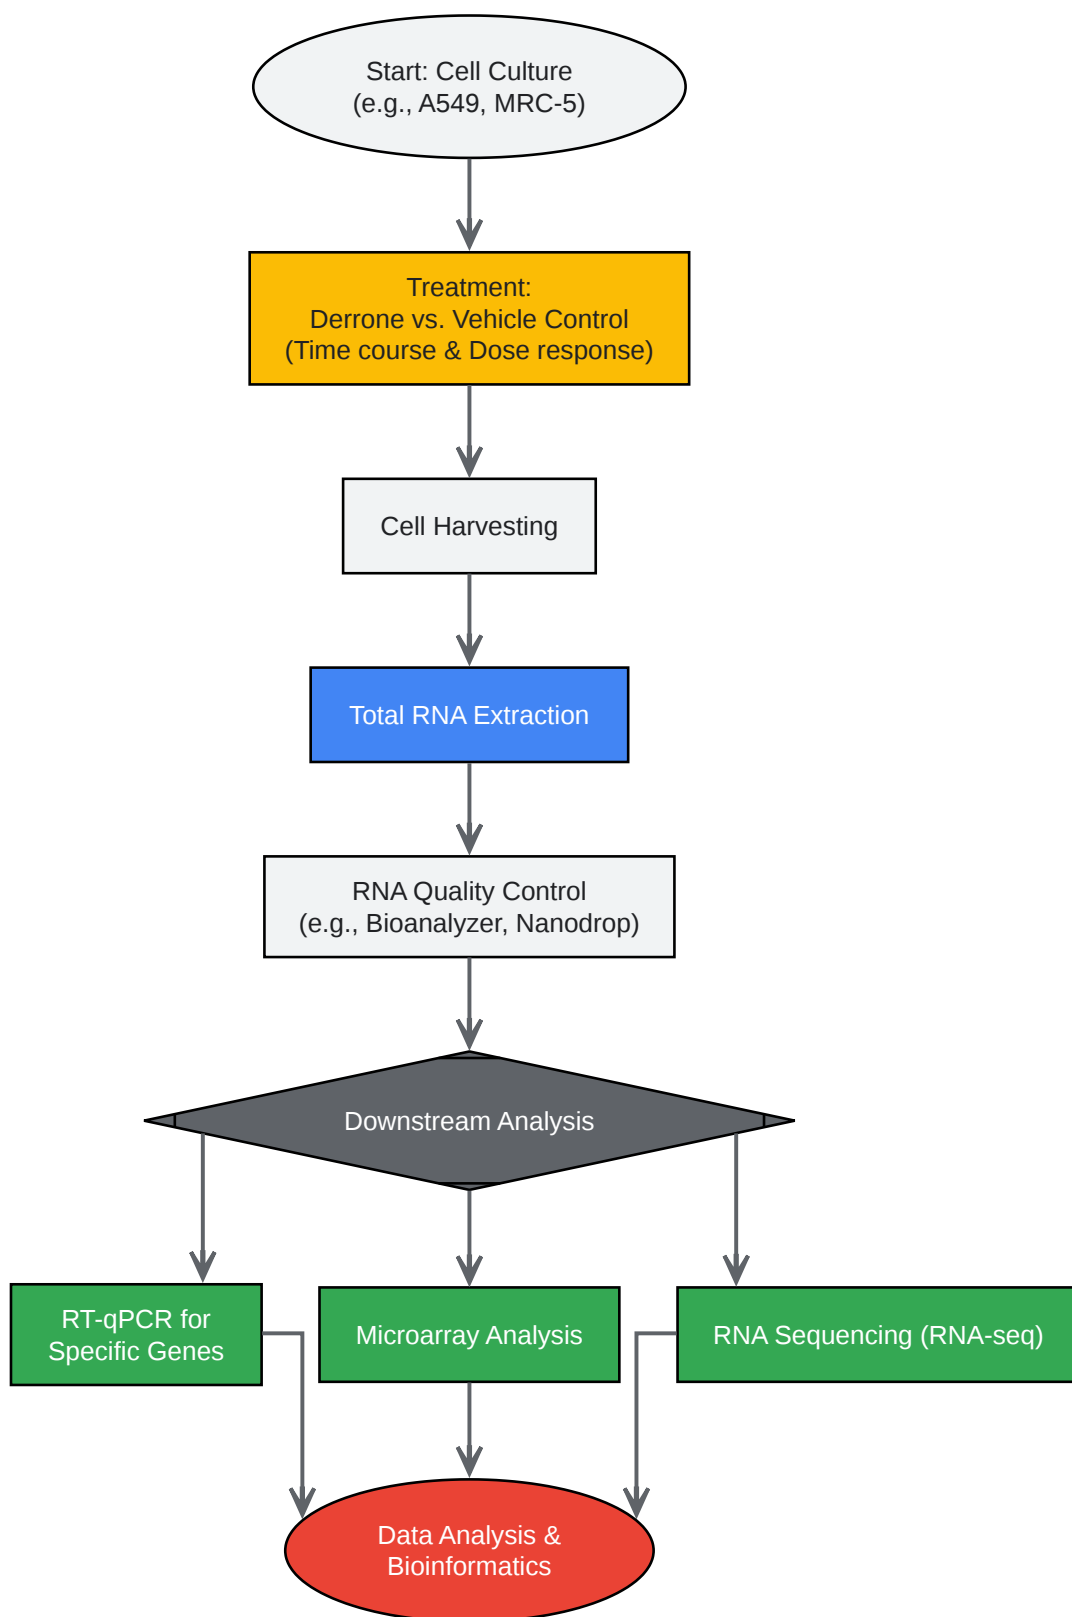 Start: Cell Culture
(e.g., A549, MRC-5)
Treatment:
Derrone vs. Vehicle Control
(Time course & Dose response)
Cell Harvesting
Total RNA Extraction
RNA Quality Control
(e.g., Bioanalyzer, Nanodrop)
Downstream Analysis
RT-qPCR for
Specific Genes
Microarray Analysis
RNA Sequencing (RNA-seq)
Data Analysis &
Bioinformatics